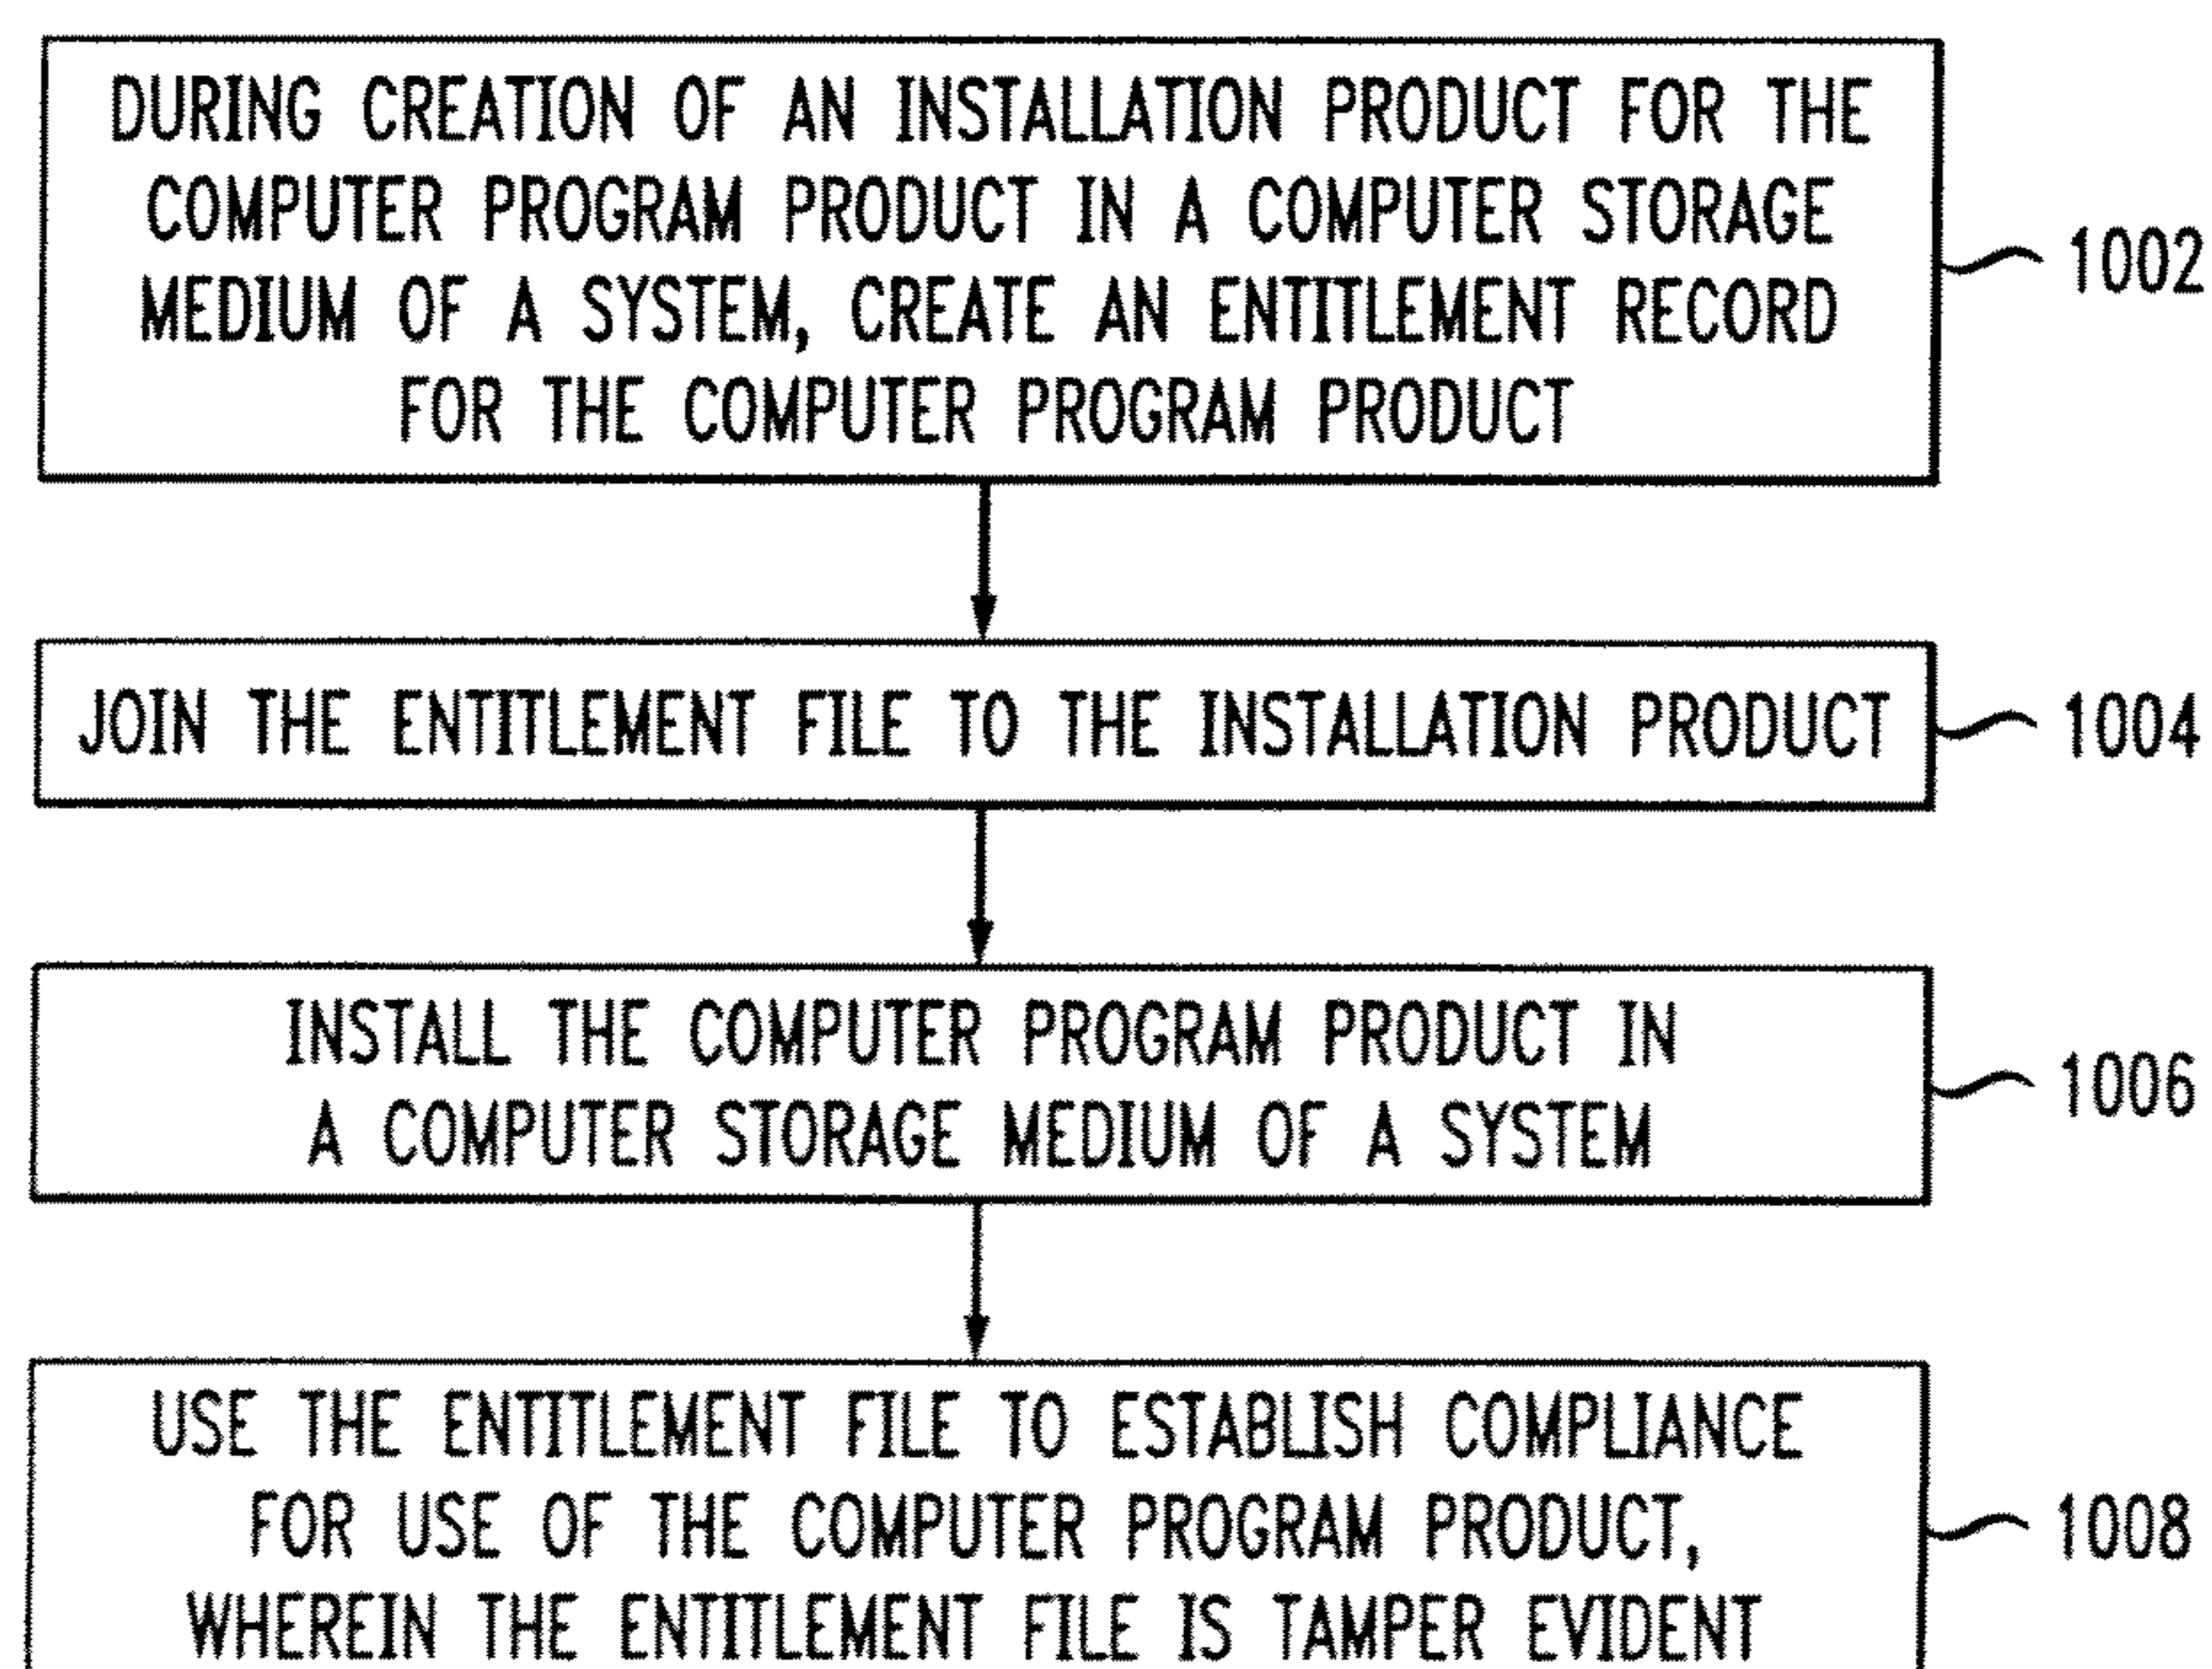 DURING CREATION OF AN INSTALLATION PRODUCT FOR THE
COMPUTER PROGRAM PRODUCT IN A COMPUTER STORAGE
MEDIUM OF A SYSTEM, CREATE AN ENTITLEMENT RECORD
FOR THE COMPUTER PROGRAM PRODUCT
1002
JOIN THE ENTITLEMENT FILE TO THE INSTALLATION PRODUCT
1004
INSTALL THE COMPUTER PROGRAM PRODUCT IN
A COMPUTER STORAGE MEDIUM OF A SYSTEM
1006
USE THE ENTITLEMENT FILE TO ESTABLISH COMPLIANCE
FOR USE OF THE COMPUTER PROGRAM PRODUCT,
WHEREIN THE ENTITLEMENT FILE IS TAMPER EVIDENT
1008